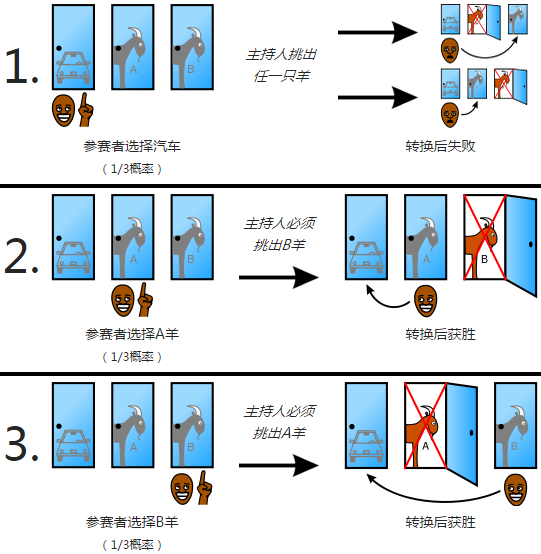 1.
A
B
主持人挑出
任一只羊
参赛者选择汽车
（1/3概率）
转换后失败
2.
A
B
主持人必须
挑出B羊
A
B
参赛者选择A羊
（1/3概率）
转换后获胜
3.
A
B
主持人必须
挑出A羊
A
B
参赛者选择B羊
（1/3概率）
转换后获胜